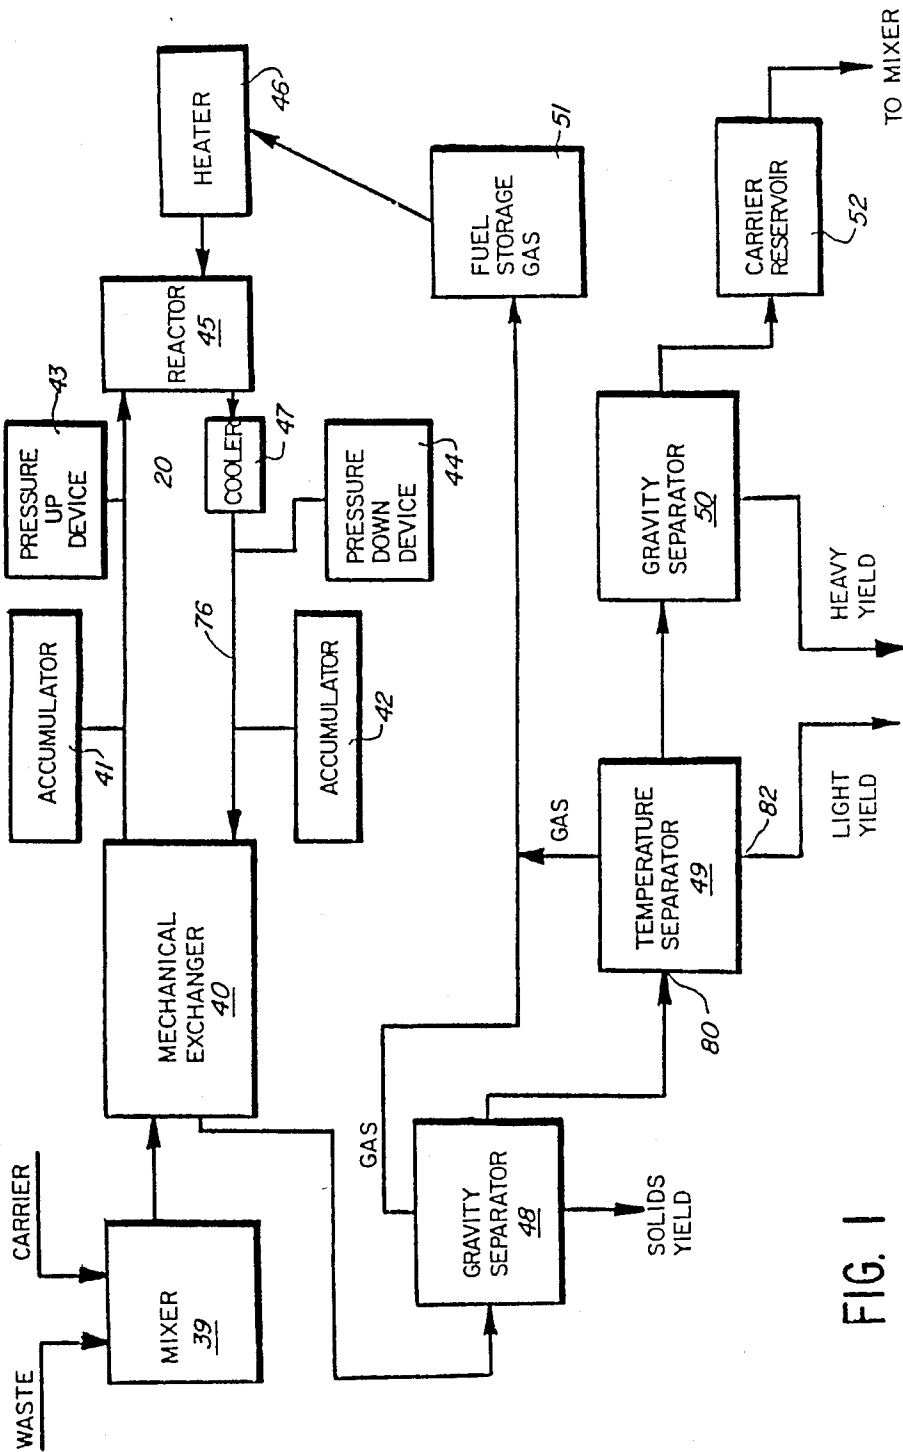 WASTE
CARRIER
MIXER
39
MECHANICAL
EXCHANGER
40
ACCUMULATOR
41
PRESSURE
UP
DEVICE
43
20
76
ACCUMULATOR
42
COOLER
47
PRESSURE
DOWN
DEVICE
44
REACTOR
45
HEATER
46
GAS
GRAVITY
SEPARATOR
48
SOLIDS
YIELD
FUEL
STORAGE
GAS
51
GAS
80
TEMPERATURE
SEPARATOR
49
82
LIGHT
YIELD
GRAVITY
SEPARATOR
50
HEAVY
YIELD
CARRIER
RESERVOIR
52
TO MIXER
FIG. 1